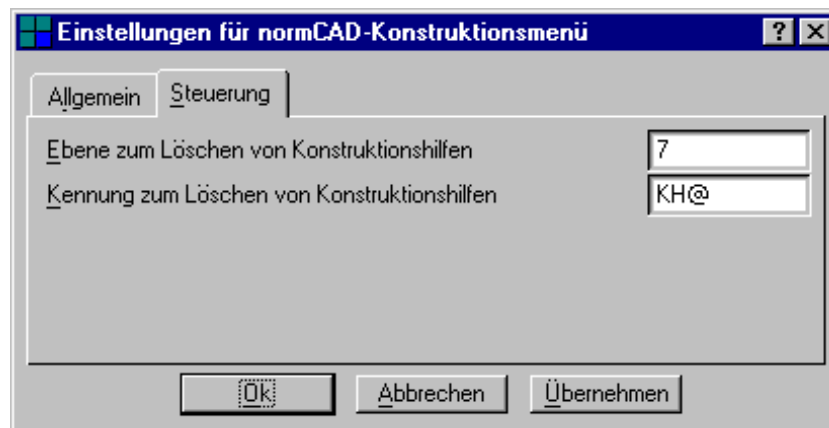 Einstellungen für normCAD-Konstruktionsmenü
Allgemein Steuerung
Ebene zum Löschen von Konstruktionshilfen 7
Kennung zum Löschen von Konstruktionshilfen KH@
Ok Abbrechen Übernehmen